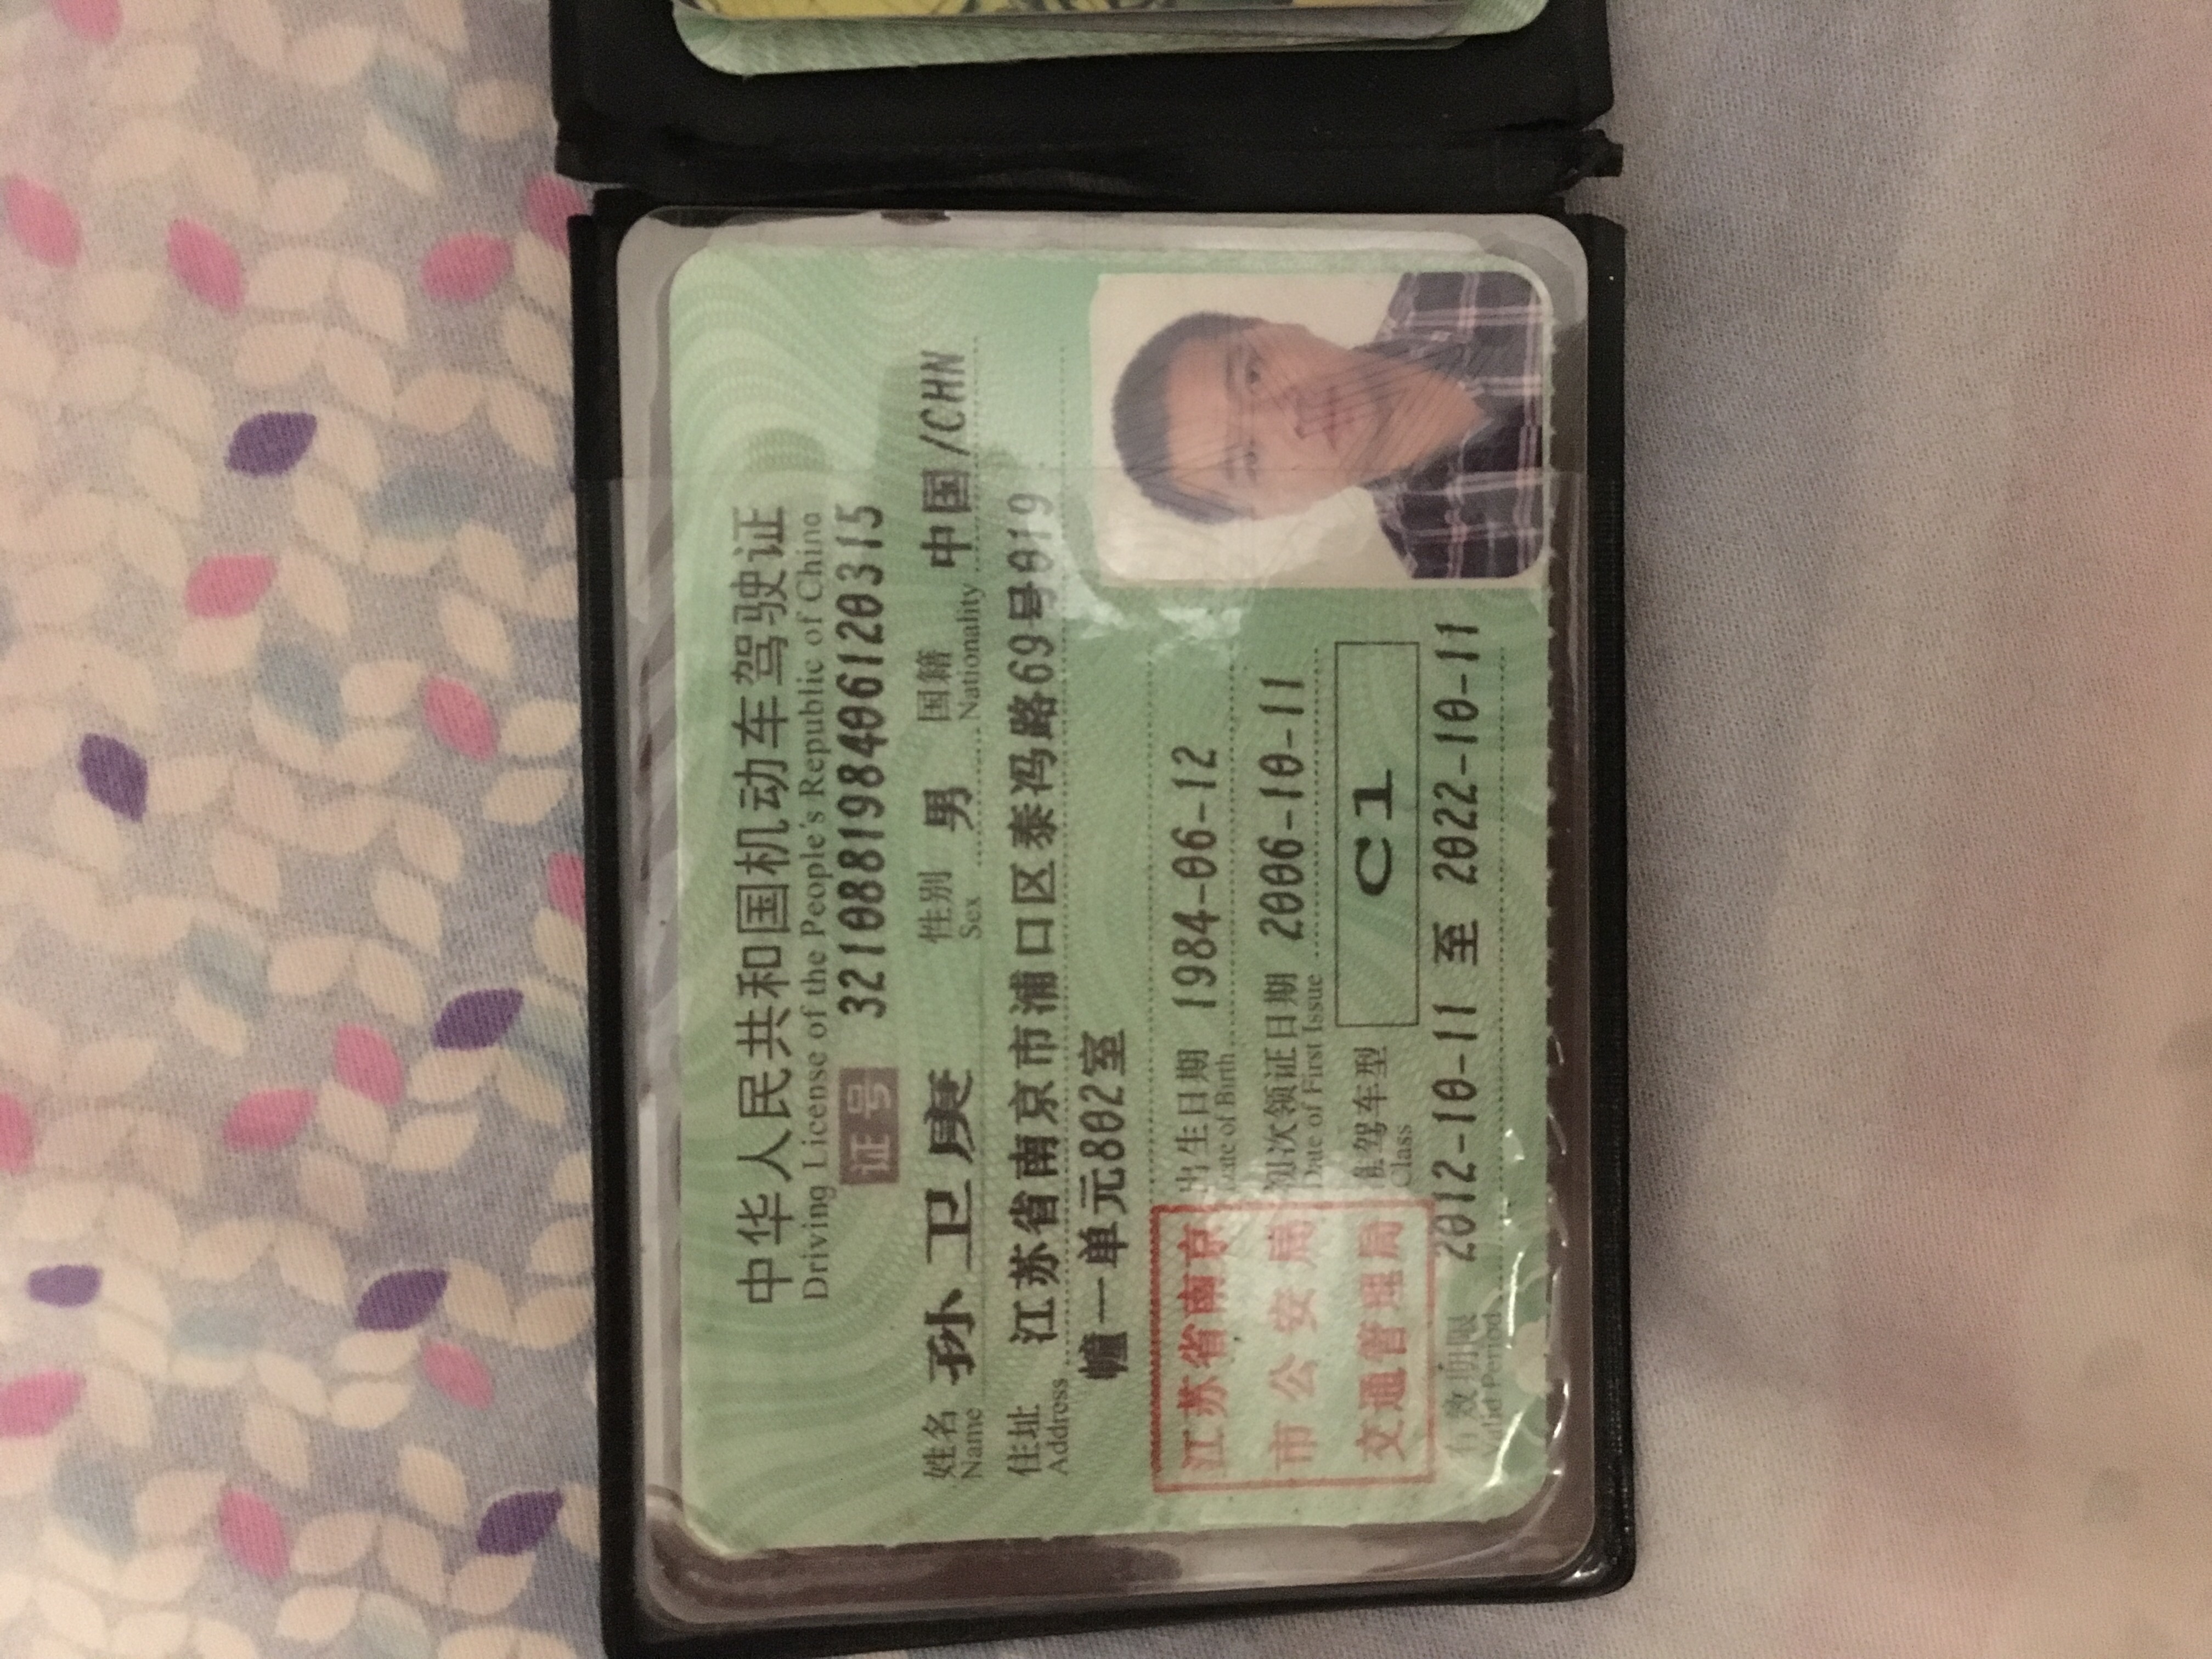 中华人民共和国机动车驾驶证
Driving License of the People's Republic of China
证号 321088198406120315
姓名 孙卫庚 性别 男 国籍 中国/CHN
Name Sex Nationality
住址 江苏省南京市浦口区泰冯路69号019
Address
幢一单元802室
江苏省南京
市公安局
交通管理局
出生日期 1984-06-12
Date of Birth
初次领证日期 2006-10-11
Date of First Issue
准驾车型 C1
Class
有效期限 2012-10-11 至 2022-10-11
Valid Period